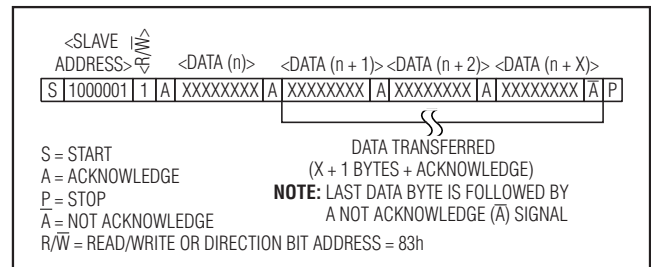 <SLAVE
ADDRESS>
<R/W̅>
<DATA (n)> <DATA (n + 1)> <DATA (n + 2)> <DATA (n + X)>
S 1000001 1 A XXXXXXXX A XXXXXXXX A XXXXXXXX A XXXXXXXX A̅ P
S = START
A = ACKNOWLEDGE
P = STOP
A̅ = NOT ACKNOWLEDGE
R/W̅ = READ/WRITE OR DIRECTION BIT ADDRESS = 83h
DATA TRANSFERRED
(X + 1 BYTES + ACKNOWLEDGE)
NOTE: LAST DATA BYTE IS FOLLOWED BY
A NOT ACKNOWLEDGE (A̅) SIGNAL